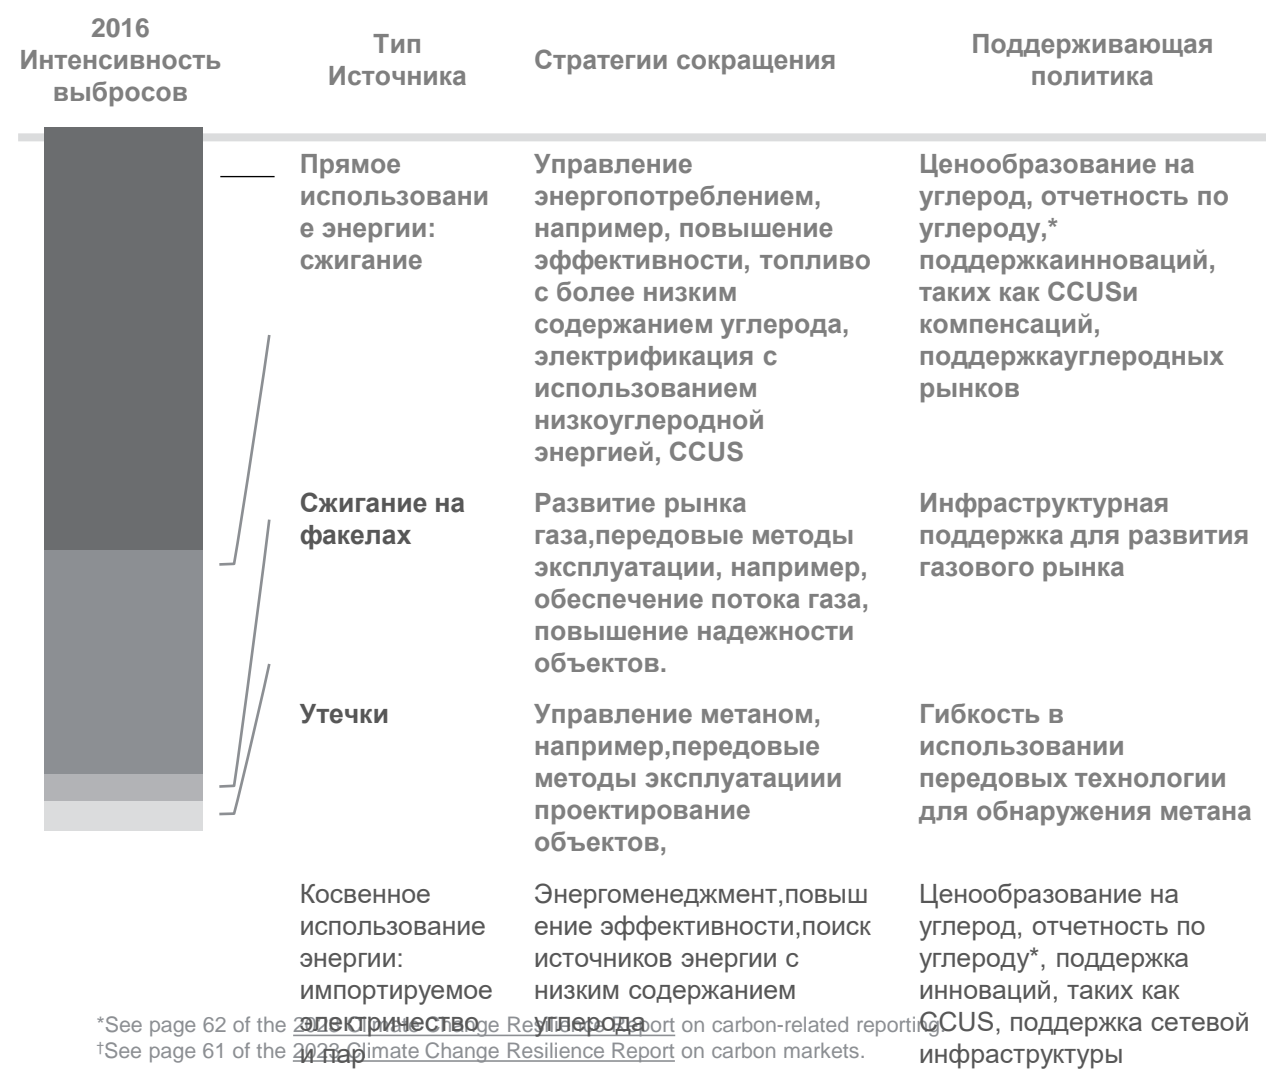 2016
Интенсивность
выбросов
Тип
Источника
Стратегии сокращения
Поддерживающая
политика
Прямое
использовани
е энергии:
сжигание
Управление
энергопотреблением,
например, повышение
эффективности, топливо
с более низким
содержанием углерода,
электрификация с
использованием
низкоуглеродной
энергией, CCUS
Ценообразование на
углерод, отчетность по
углероду,*
поддержкаинноваций,
таких как CCUSи
компенсаций,
поддержкауглеродных
рынков
Сжигание на
факелах
Развитие рынка
газа,передовые методы
эксплуатации, например,
обеспечение потока газа,
повышение надежности
объектов.
Инфраструктурная
поддержка для развития
газового рынка
Утечки
Управление метаном,
например,передовые
методы эксплуатациии
проектирование
объектов,
Гибкость в
использовании
передовых технологии
для обнаружения метана
Косвенное
использование
энергии:
импортируемое
электричество
и пар
Энергоменеджмент,повыш
ение эффективности,поиск
источников энергии с
низким содержанием
углерода
Ценообразование на
углерод, отчетность по
углероду*, поддержка
инноваций, таких как
CCUS, поддержка сетевой
инфраструктуры
*See page 62 of the 2023 Climate Change Resilience Report on carbon-related reporting.
†See page 61 of the 2023 Climate Change Resilience Report on carbon markets.